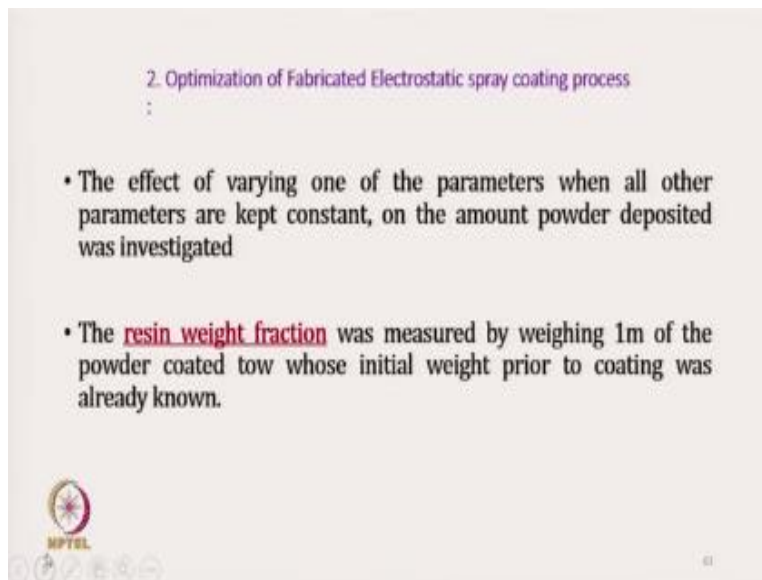 2. Optimization of Fabricated Electrostatic spray coating process
:
• The effect of varying one of the parameters when all other
parameters are kept constant, on the amount powder deposited
was investigated
• The resin weight fraction was measured by weighing 1m of the
powder coated tow whose initial weight prior to coating was
already known.
NPTEL